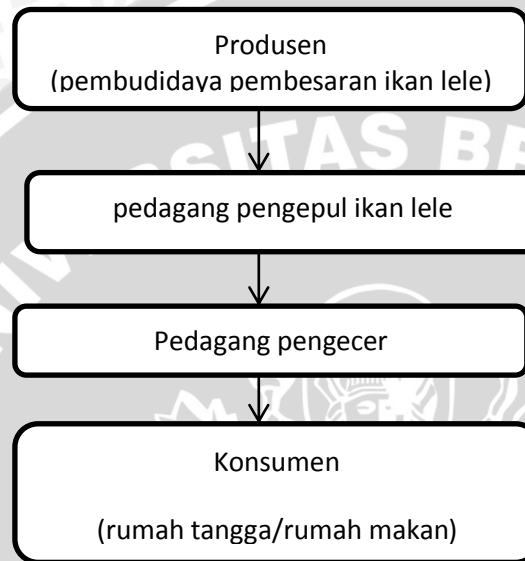 Produsen
(pembudidaya pembesaran ikan lele)
pedagang pengepul ikan lele
Pedagang pengecer
Konsumen
(rumah tangga/rumah makan)